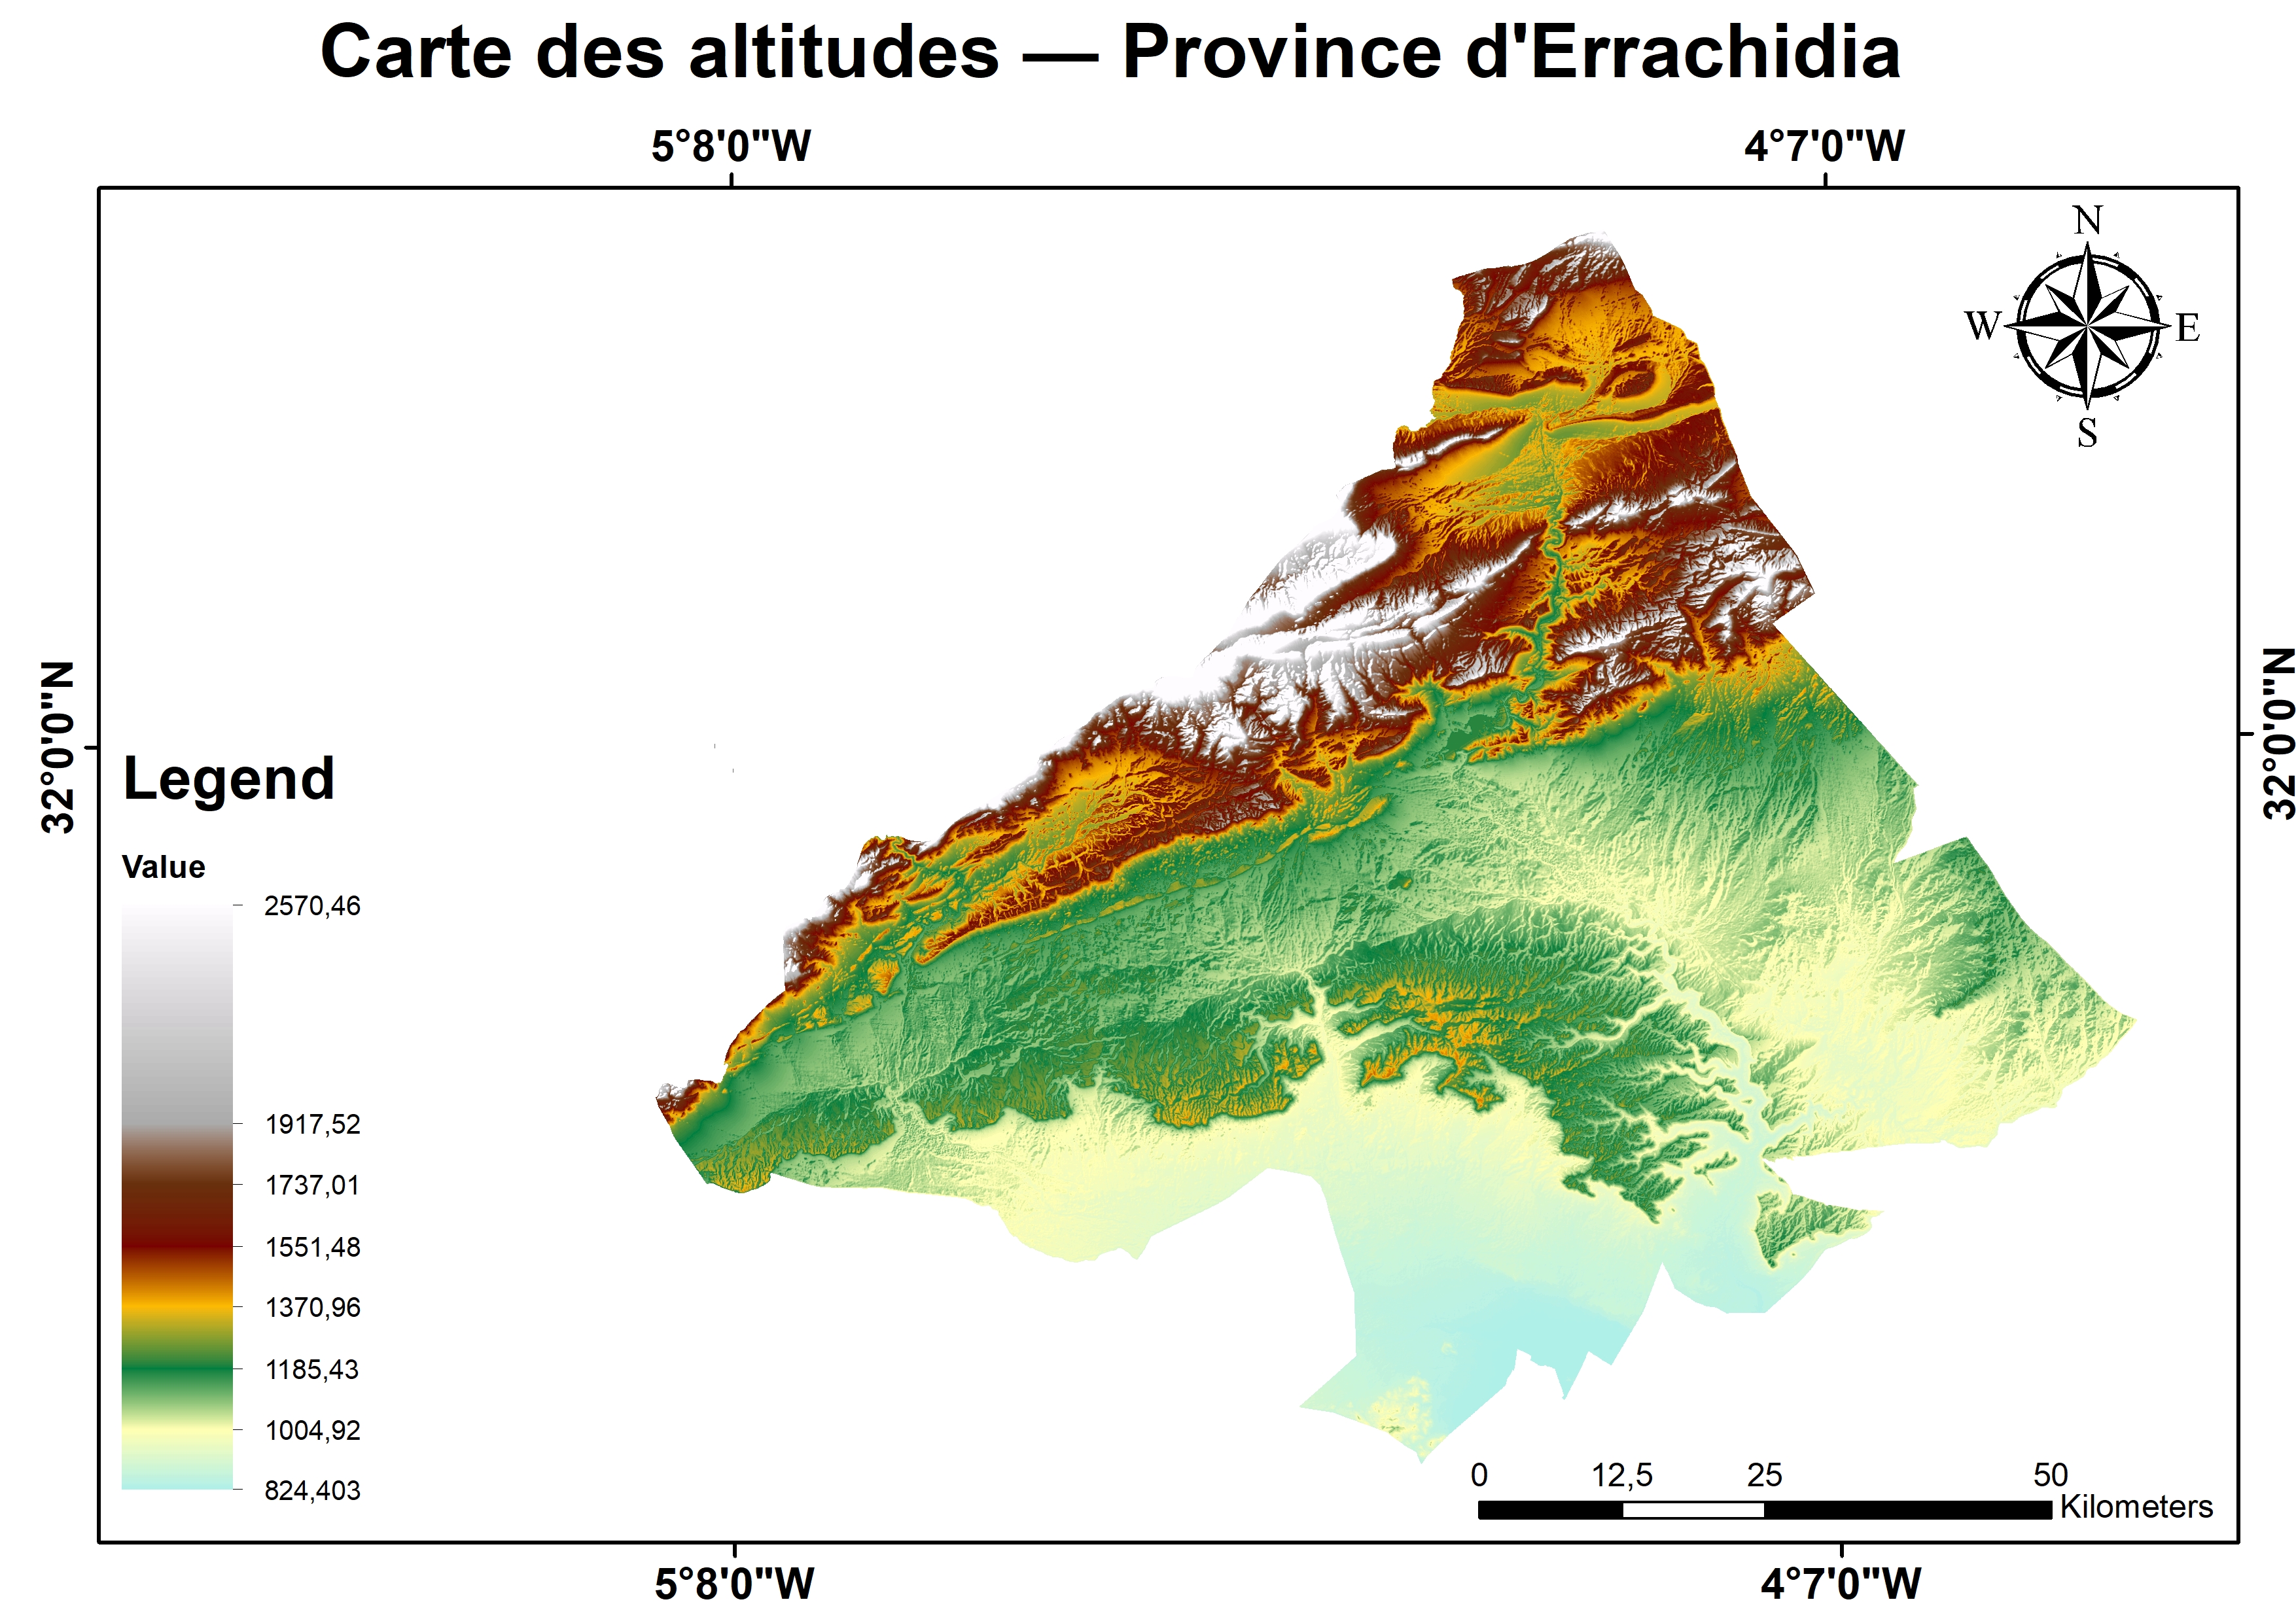 Carte des altitudes — Province d'Errachidia
5°8'0"W
4°7'0"W
N
W
E
S
32°0'0"N
32°0'0"N
Legend
Value
2570,46
1917,52
1737,01
1551,48
1370,96
1185,43
1004,92
824,403
0 12,5 25 50
Kilometers
5°8'0"W
4°7'0"W